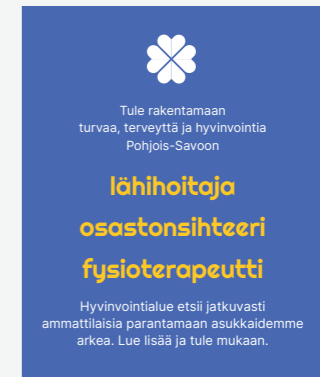 Tule rakentamaan
turvaa, terveyttä ja hyvinvointia
Pohjois-Savoon
lähihoitaja
osastonsihteeri
fysioterapeutti
Hyvinvointialue etsii jatkuvasti
ammattilaisia parantamaan asukkaidemme
arkea. Lue lisää ja tule mukaan.